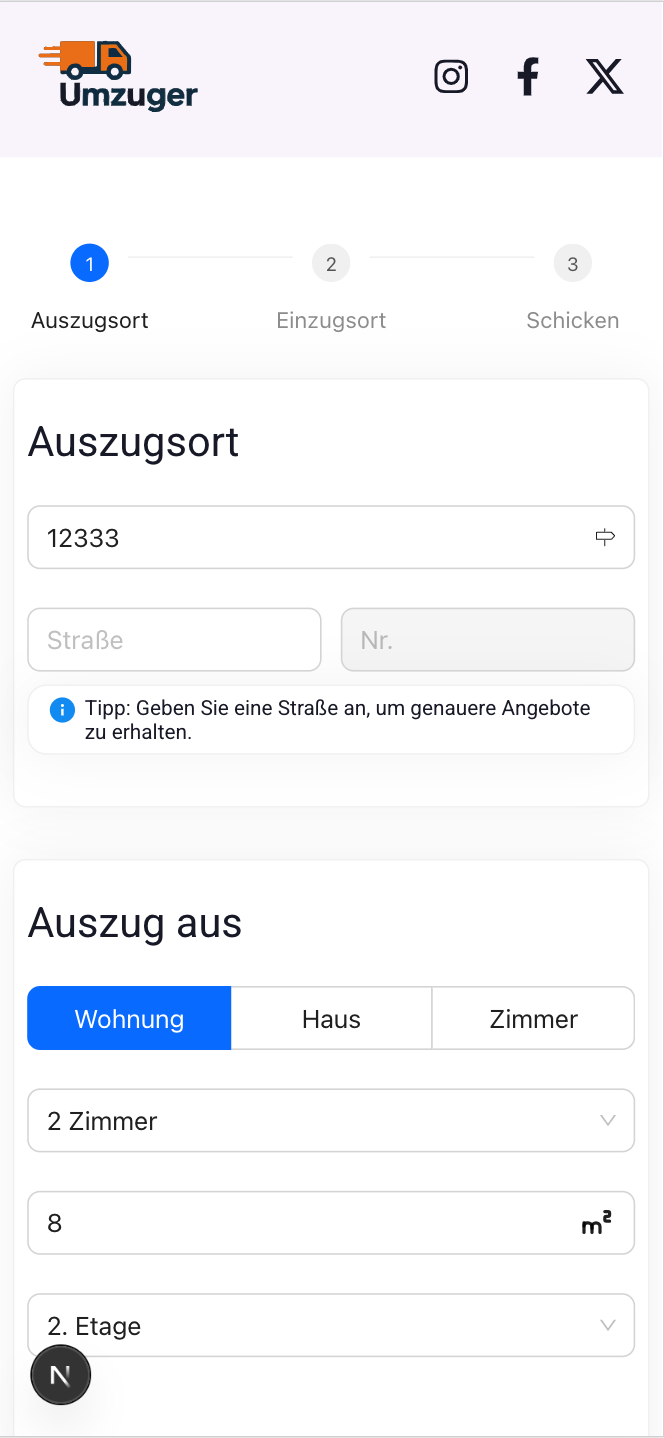 Umzuger
1
2
3
Auszugsort
Einzugsort
Schicken
Auszugsort
12333
Straße
Nr.
Tipp: Geben Sie eine Straße an, um genauere Angebote
zu erhalten.
Auszug aus
Wohnung
Haus
Zimmer
2 Zimmer
8
m²
2. Etage
N